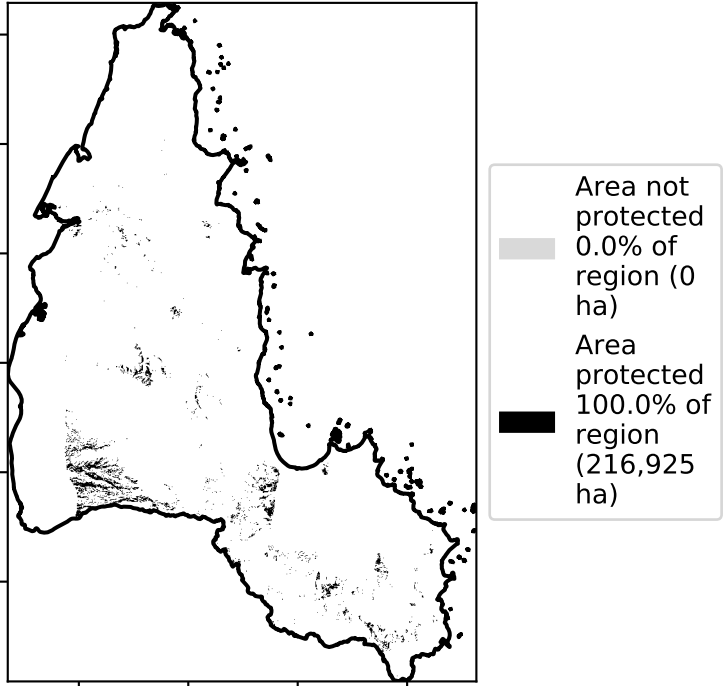 Area not
protected
0.0% of
region (0
ha)
Area
protected
100.0% of
region
(216,925
ha)